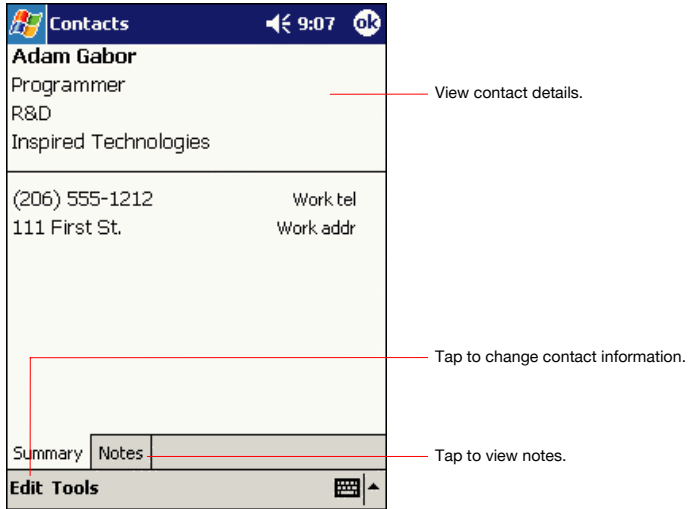 Contacts 9:07 ok
Adam Gabor
Programmer
R&D
Inspired Technologies
View contact details.
(206) 555-1212 Work tel
111 First St. Work addr
Tap to change contact information.
Summary Notes
Tap to view notes.
Edit Tools